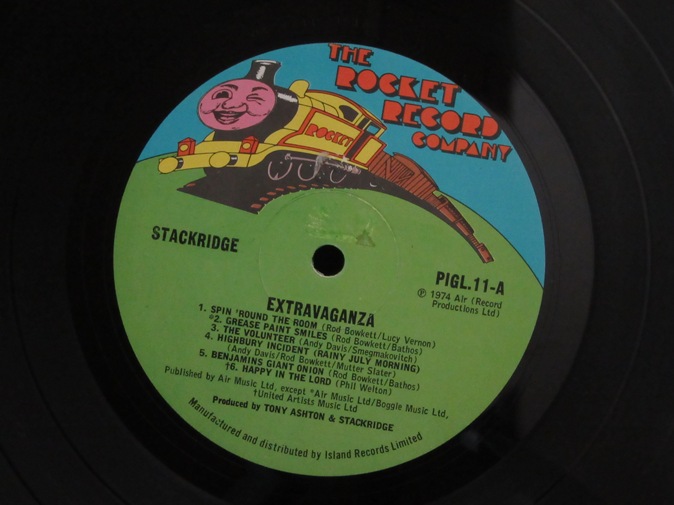 THE
ROCKET
RECORD
COMPANY
ROCKET
STACKRIDGE
PIGL.11-A
℗ 1974 Air (Record
Productions Ltd)
EXTRAVAGANZA
1. SPIN 'ROUND THE ROOM (Rod Bowkett/Lucy Vernon)
*2. GREASE PAINT SMILES (Rod Bowkett/Bathos)
3. THE VOLUNTEER (Andy Davis/Smegmakovitch)
4. HIGHBURY INCIDENT (RAINY JULY MORNING)
(Andy Davis/Rod Bowkett/Mutter Slater)
5. BENJAMINS GIANT ONION (Rod Bowkett/Bathos)
†6. HAPPY IN THE LORD (Phil Welton)
Published by Air Music Ltd, except *Air Music Ltd/Boggle Music Ltd,
†United Artists Music Ltd
Produced by TONY ASHTON & STACKRIDGE
Manufactured and distributed by Island Records Limited